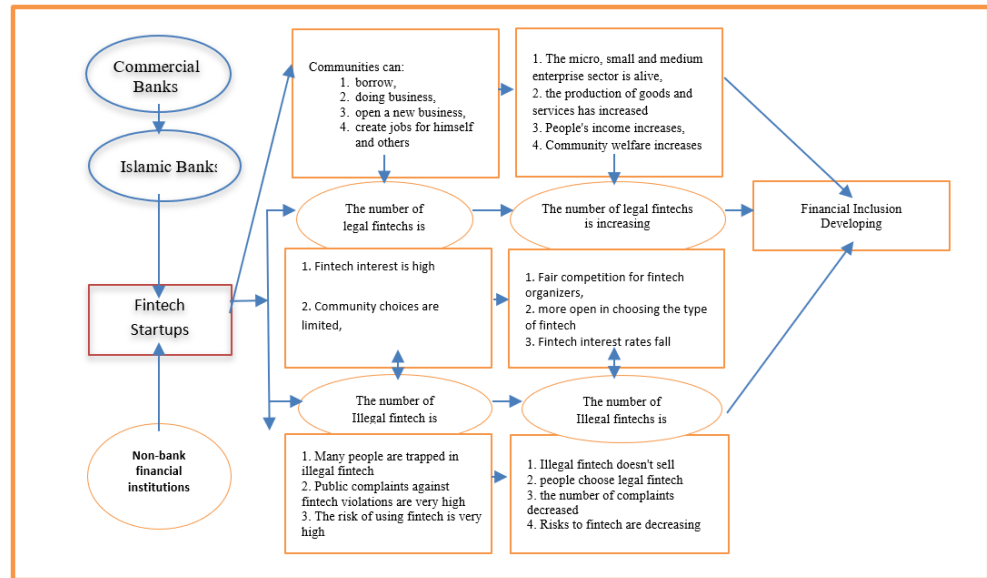 Commercial
Banks
Islamic Banks
Fintech
Startups
Non-bank
financial
institutions
Communities can:
1. borrow,
2. doing business,
3. open a new business,
4. create jobs for himself
and others
1. The micro, small and medium
enterprise sector is alive,
2. the production of goods and
services has increased
3. People's income increases,
4. Community welfare increases
The number of
legal fintechs is
The number of legal fintechs
is increasing
Financial Inclusion
Developing
1. Fintech interest is high
2. Community choices are
limited,
1. Fair competition for fintech
organizers,
2. more open in choosing the type
of fintech
3. Fintech interest rates fall
The number of
Illegal fintech is
The number of
Illegal fintechs is
1. Many people are trapped in
illegal fintech
2. Public complaints against
fintech violations are very high
3. The risk of using fintech is very
high
1. Illegal fintech doesn't sell
2. people choose legal fintech
3. the number of complaints
decreased
4. Risks to fintech are decreasing